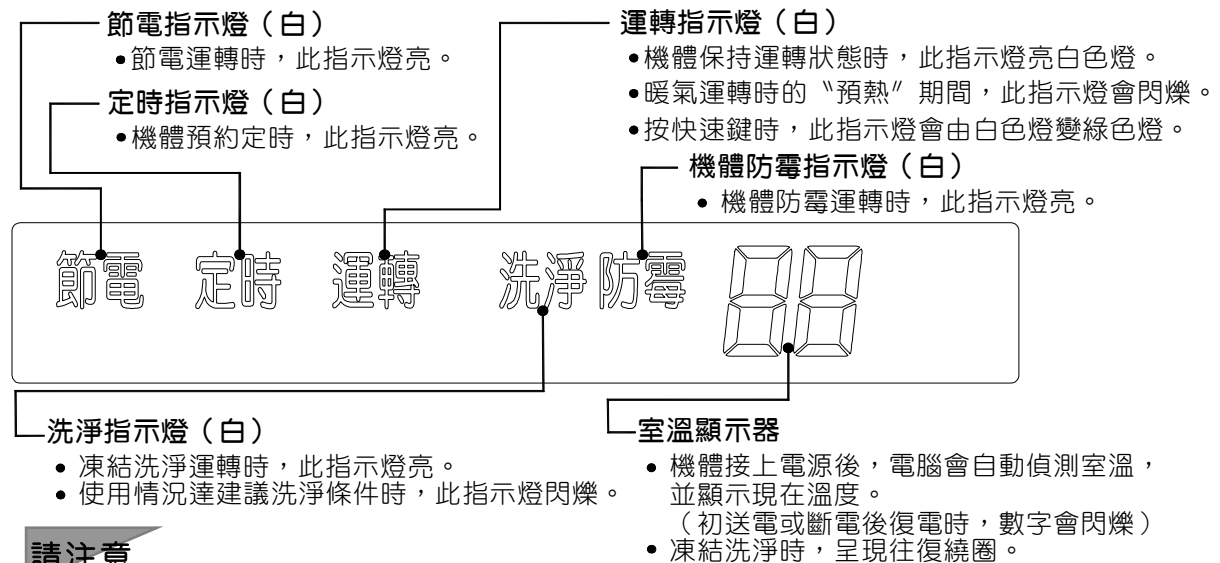 節電指示燈（白）
•節電運轉時，此指示燈亮。
定時指示燈（白）
•機體預約定時，此指示燈亮。
運轉指示燈（白）
•機體保持運轉狀態時，此指示燈亮白色燈。
•暖氣運轉時的〝預熱〞期間，此指示燈會閃爍。
•按快速鍵時，此指示燈會由白色燈變綠色燈。
機體防霉指示燈（白）
• 機體防霉運轉時，此指示燈亮。
節電 定時 運轉 洗淨 防霉 88
洗淨指示燈（白）
• 凍結洗淨運轉時，此指示燈亮。
• 使用情況達建議洗淨條件時，此指示燈閃爍。
室溫顯示器
• 機體接上電源後，電腦會自動偵測室溫，
並顯示現在溫度。
（初送電或斷電後復電時，數字會閃爍）
• 凍結洗淨時，呈現往復繞圈。
請注意